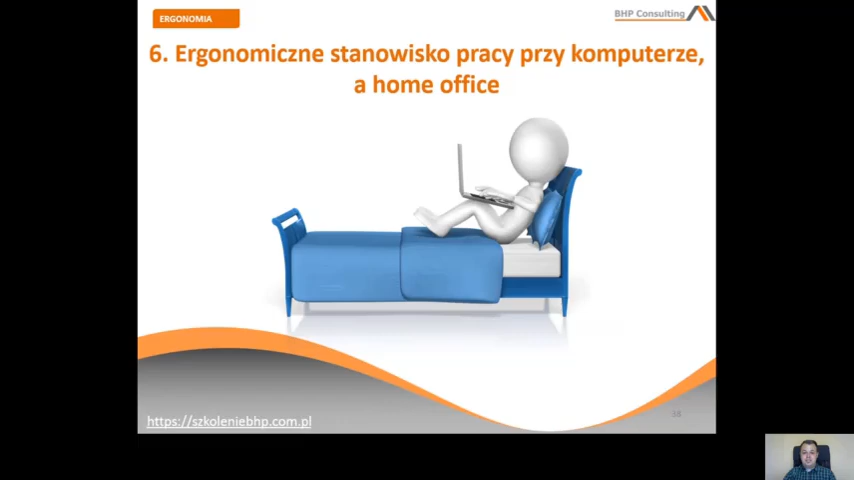 ERGONOMIA
BHP Consulting
6. Ergonomiczne stanowisko pracy przy komputerze,
a home office
https://szkoleniebhp.com.pl